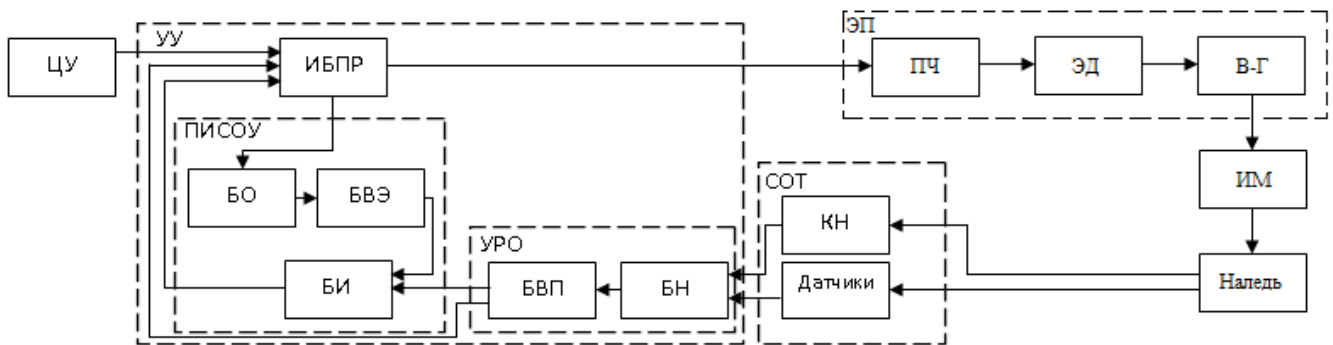 ЦУ
УУ
ИБПР
ЭП
ПЧ
ЭД
В-Г
ПИСОУ
БО
БВЭ
СОТ
ИМ
КН
УРО
БИ
БВП
БН
Датчики
Наледь